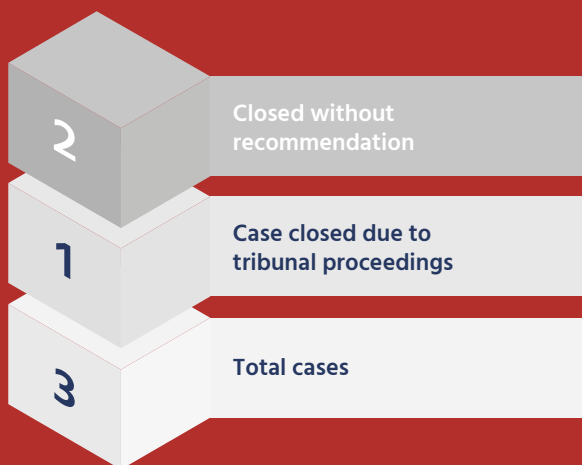 2
Closed without
recommendation
1
Case closed due to
tribunal proceedings
3
Total cases